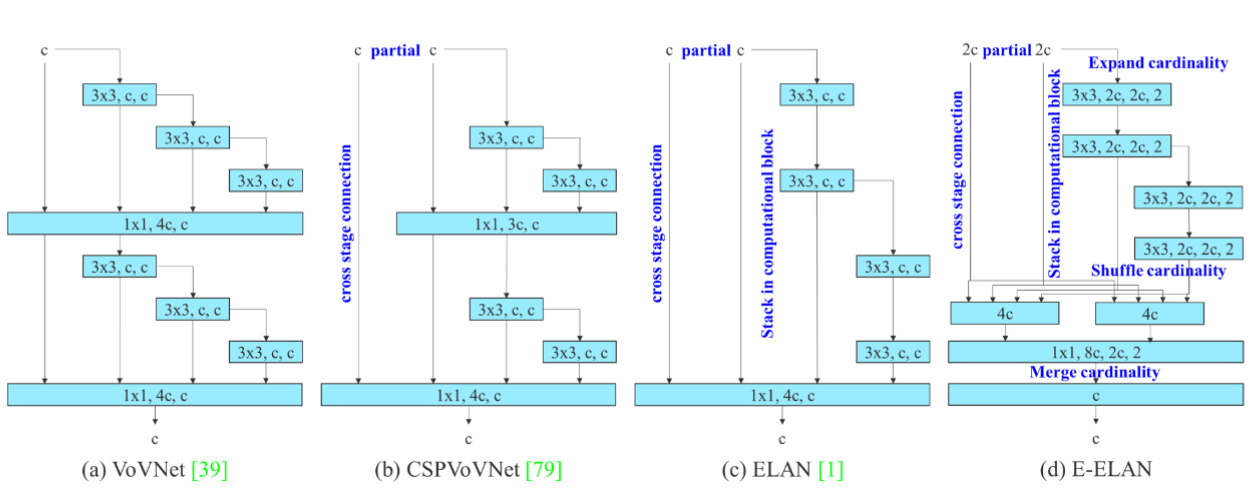 c
3x3, c, c
3x3, c, c
3x3, c, c
1x1, 4c, c
3x3, c, c
3x3, c, c
3x3, c, c
1x1, 4c, c
c
(a) VoVNet [39]
c partial c
cross stage connection
3x3, c, c
3x3, c, c
1x1, 3c, c
3x3, c, c
3x3, c, c
1x1, 4c, c
c
(b) CSPVoVNet [79]
c partial c
cross stage connection
Stack in computational block
3x3, c, c
3x3, c, c
3x3, c, c
3x3, c, c
1x1, 4c, c
c
(c) ELAN [1]
2c partial 2c
Expand cardinality
cross stage connection
Stack in computational block
3x3, 2c, 2c, 2
3x3, 2c, 2c, 2
3x3, 2c, 2c, 2
3x3, 2c, 2c, 2
Shuffle cardinality
4c
4c
1x1, 8c, 2c, 2
Merge cardinality
c
c
(d) E-ELAN